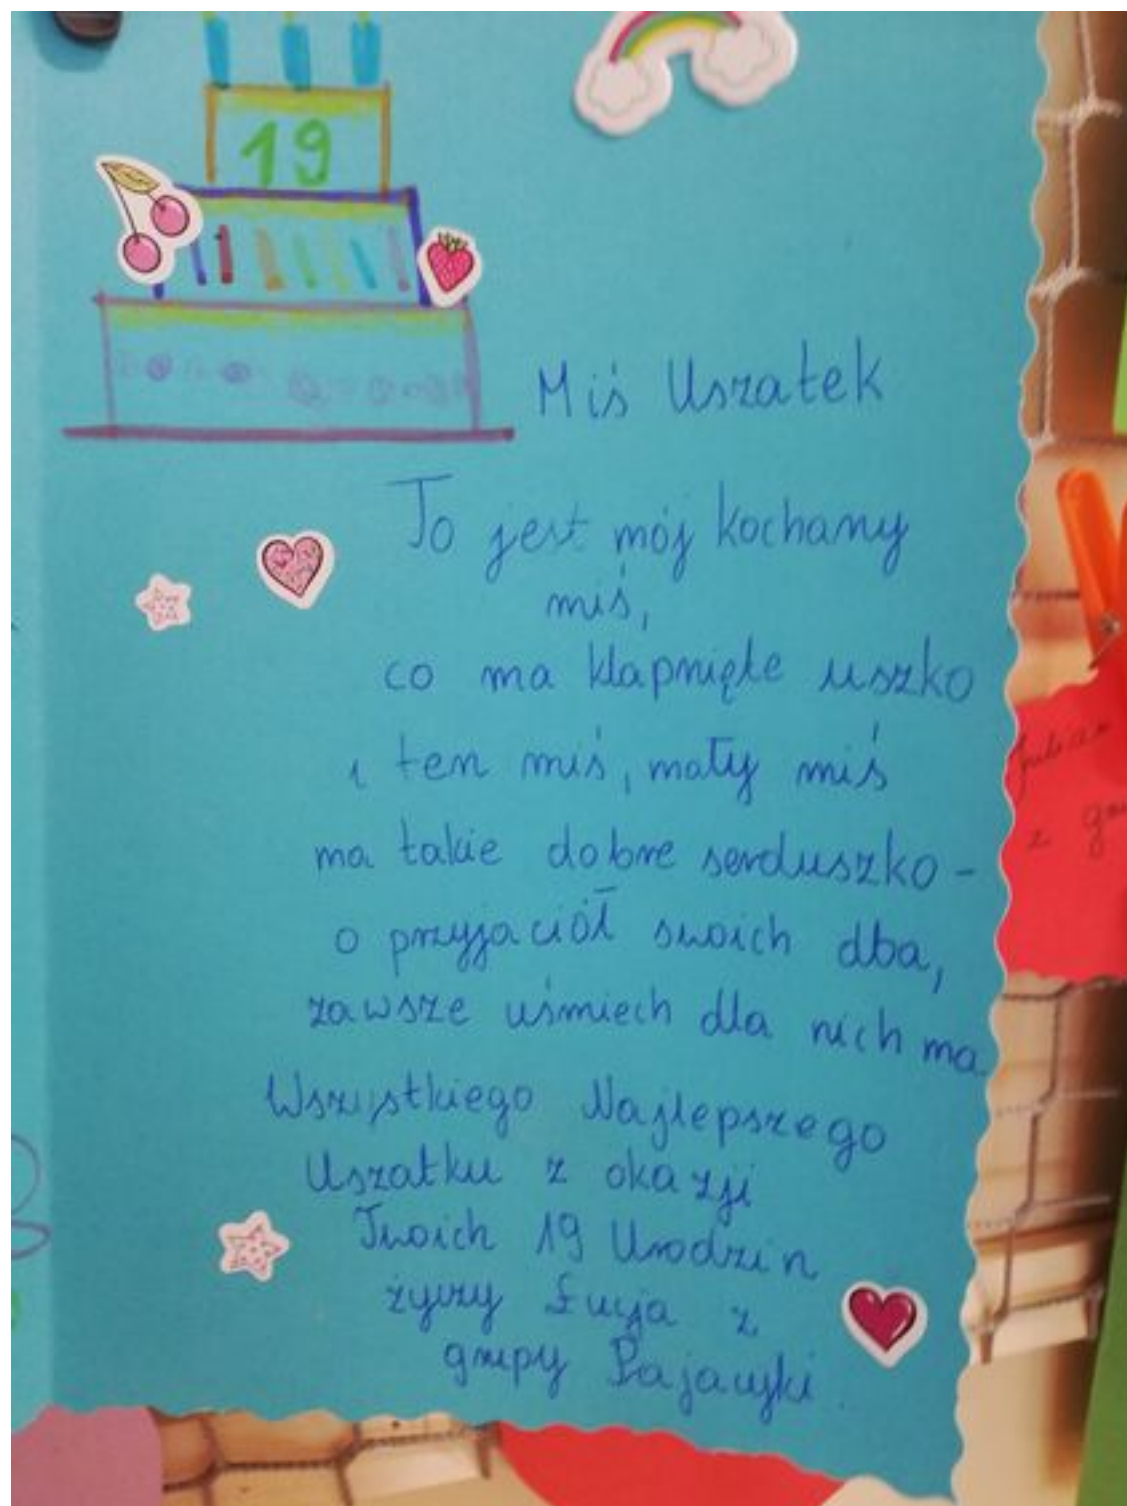 19
Miś Uszatek
To jest mój kochany
miś,
co ma klapnięte uszko
i ten miś, mały miś
ma takie dobre serduszko -
o przyjaciół swoich dba,
zawsze uśmiech dla nich ma
Wszystkiego Najlepszego
Uszatku z okazji
Twoich 19 Urodzin
życzy Łucja z
grupy Pajacyki.
z